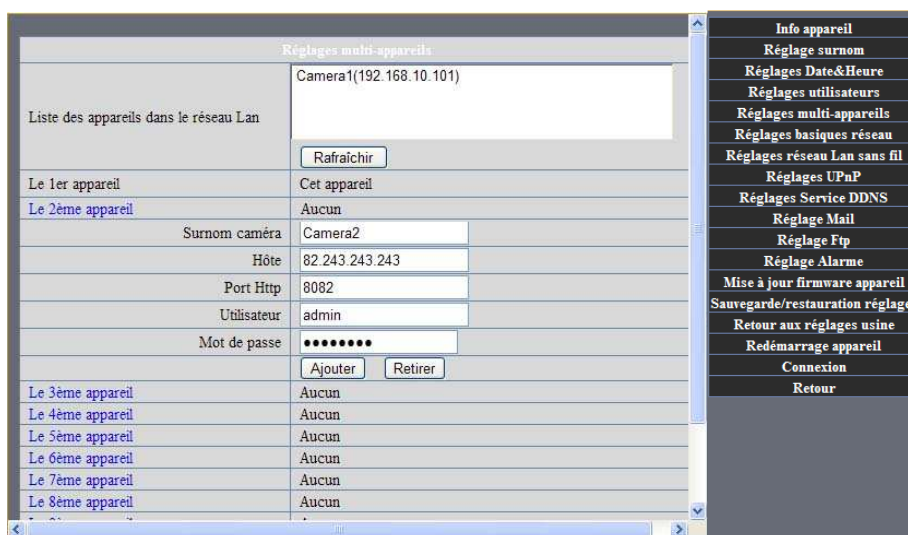 Réglages multi-appareils
Liste des appareils dans le réseau Lan
Camera1(192.168.10.101)
Rafraîchir
Le 1er appareil Cet appareil
Le 2ème appareil Aucun
Surnom caméra Camera2
Hôte 82.243.243.243
Port Http 8082
Utilisateur admin
Mot de passe ●●●●●●●●
Ajouter Retirer
Le 3ème appareil Aucun
Le 4ème appareil Aucun
Le 5ème appareil Aucun
Le 6ème appareil Aucun
Le 7ème appareil Aucun
Le 8ème appareil Aucun
Info appareil
Réglage surnom
Réglages Date&Heure
Réglages utilisateurs
Réglages multi-appareils
Réglages basiques réseau
Réglages réseau Lan sans fil
Réglages UPnP
Réglages Service DDNS
Réglage Mail
Réglage Ftp
Réglage Alarme
Mise à jour firmware appareil
Sauvegarde/restauration réglage
Retour aux réglages usine
Redémarrage appareil
Connexion
Retour